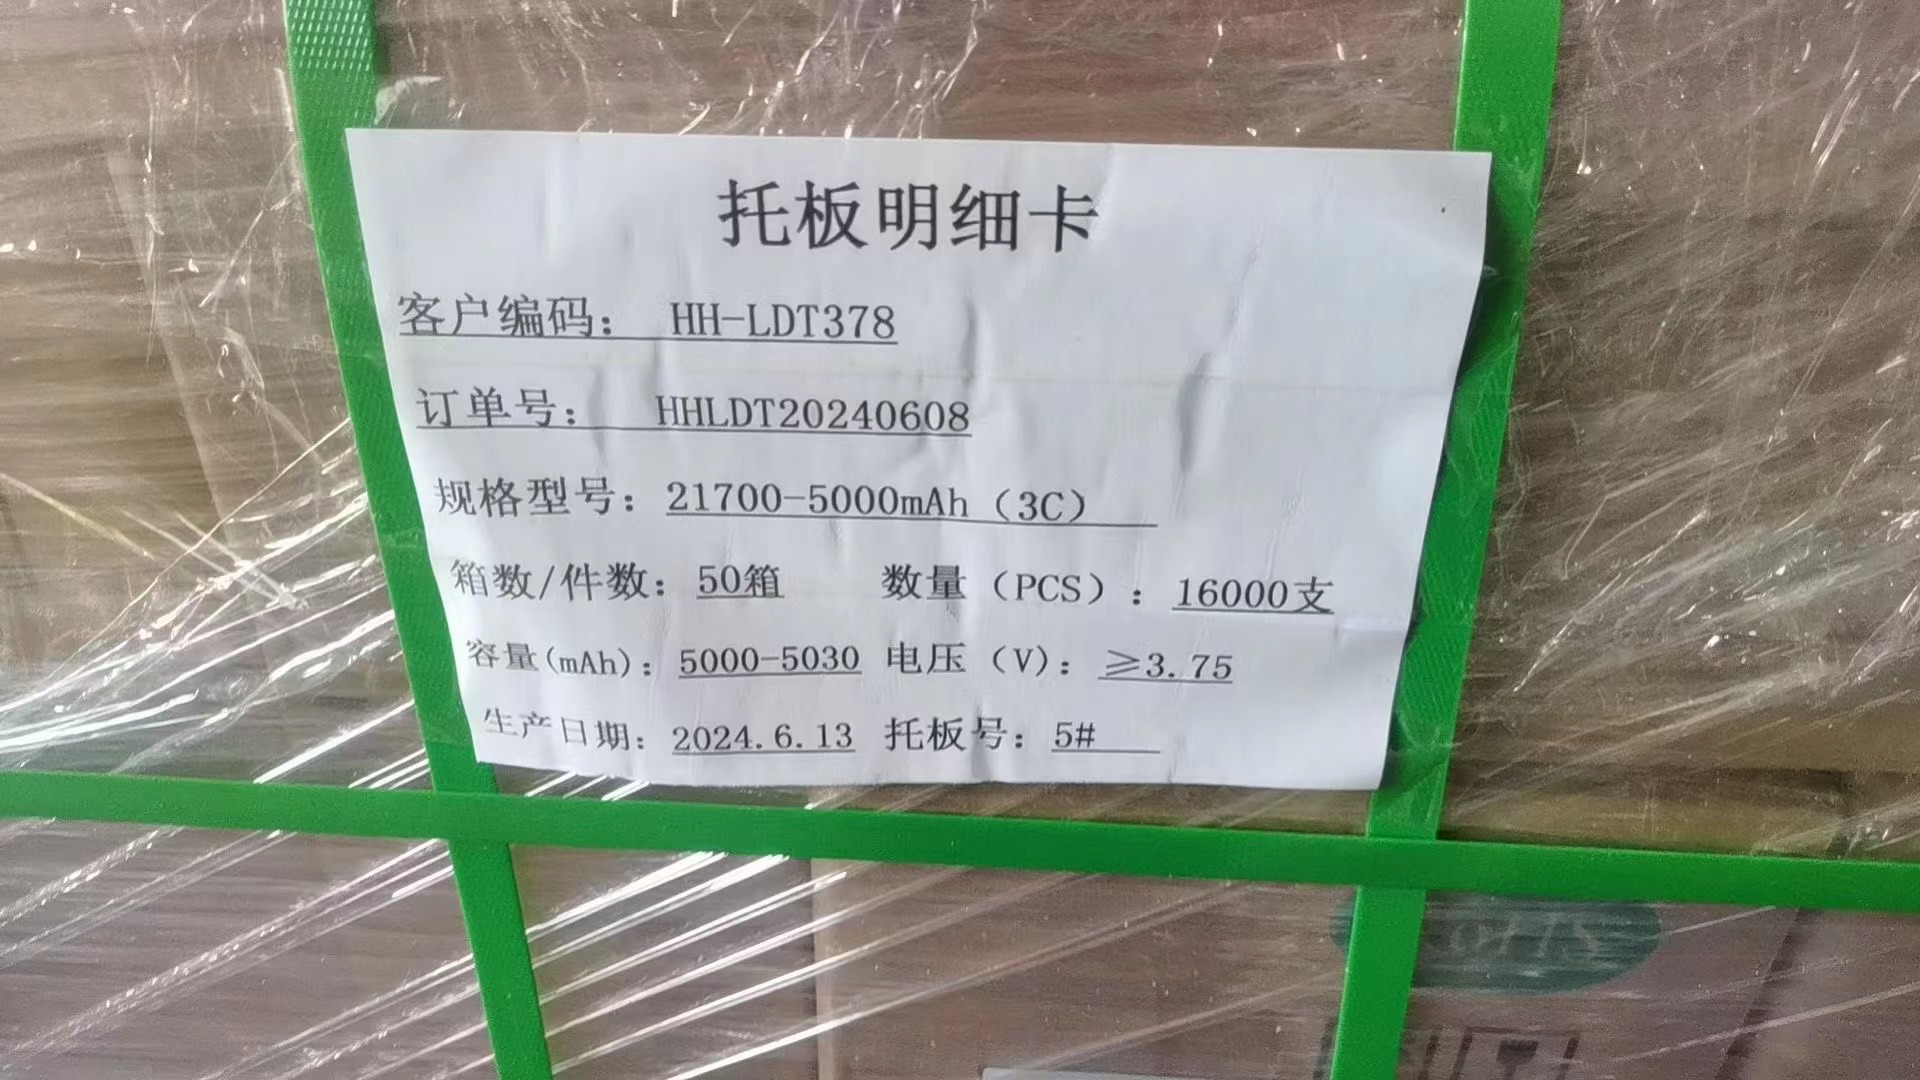 托板明细卡
客户编码： HH-LDT378
订单号： HHLDT20240608
规格型号：21700-5000mAh（3C）
箱数/件数：50箱 数量（PCS）：16000支
容量(mAh)：5000-5030 电压（V)：≥3.75
生产日期：2024.6.13 托板号：5#
RoHS